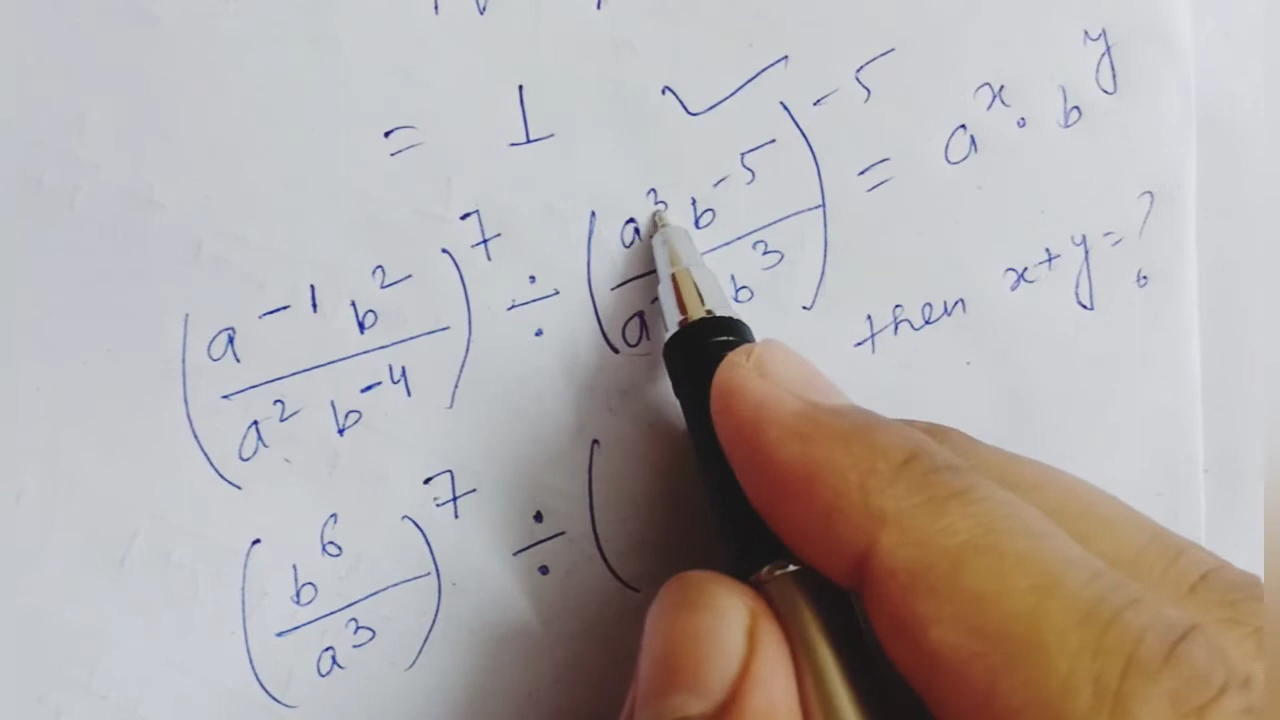 = 1 ✓
(a^-1 b^2 / a^2 b^-4)^7 ÷ (a^3 b^-5 / a b^3)^-5 = a^x . b^y
then x+y=?
(b^6 / a^3)^7 ÷ (